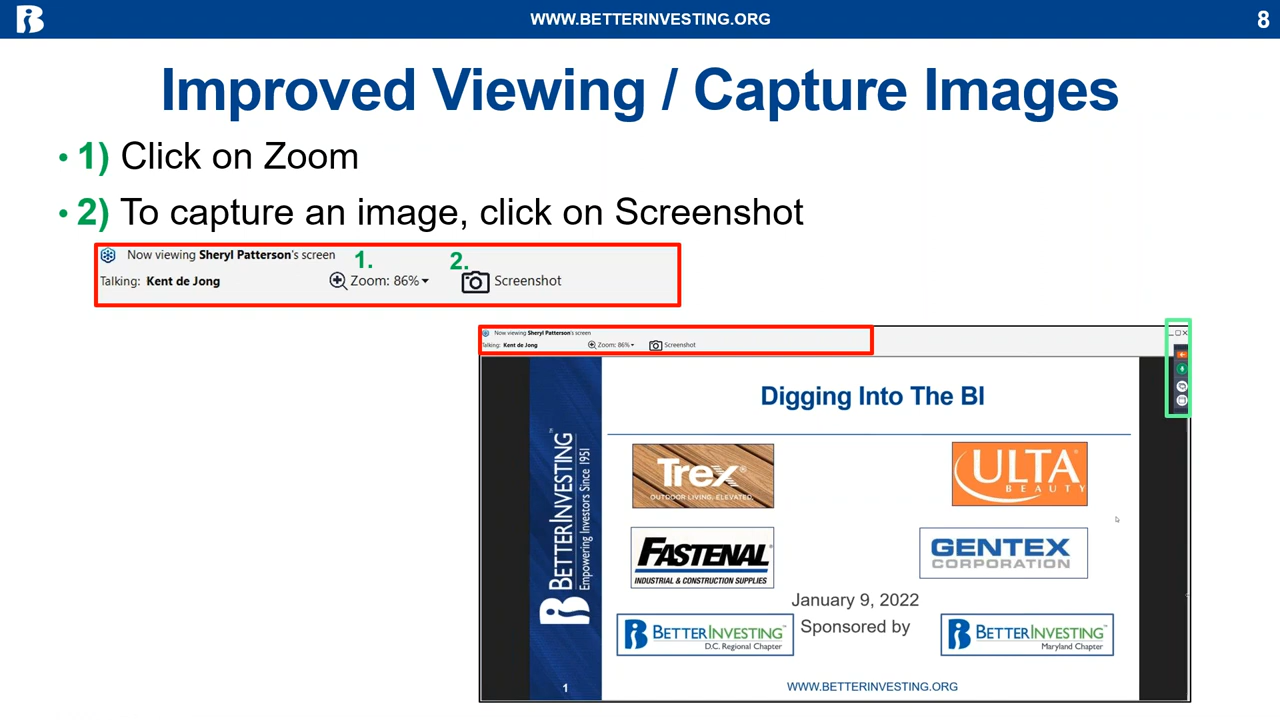 WWW.BETTERINVESTING.ORG
8
Improved Viewing / Capture Images
• 1) Click on Zoom
• 2) To capture an image, click on Screenshot
Now viewing Sheryl Patterson's screen
1.
2.
Talking: Kent de Jong
Zoom: 86%
Screenshot
Now viewing Sheryl Patterson's screen
Talking: Kent de Jong
Zoom: 86%
Screenshot
BETTERINVESTING™
Empowering Investors Since 1951
Digging Into The BI
Trex®
OUTDOOR LIVING, ELEVATED.
ULTA®
BEAUTY
FASTENAL®
INDUSTRIAL & CONSTRUCTION SUPPLIES
GENTEX
CORPORATION
January 9, 2022
Sponsored by
BETTERINVESTING™
D.C. Regional Chapter
BETTERINVESTING™
Maryland Chapter
1
WWW.BETTERINVESTING.ORG